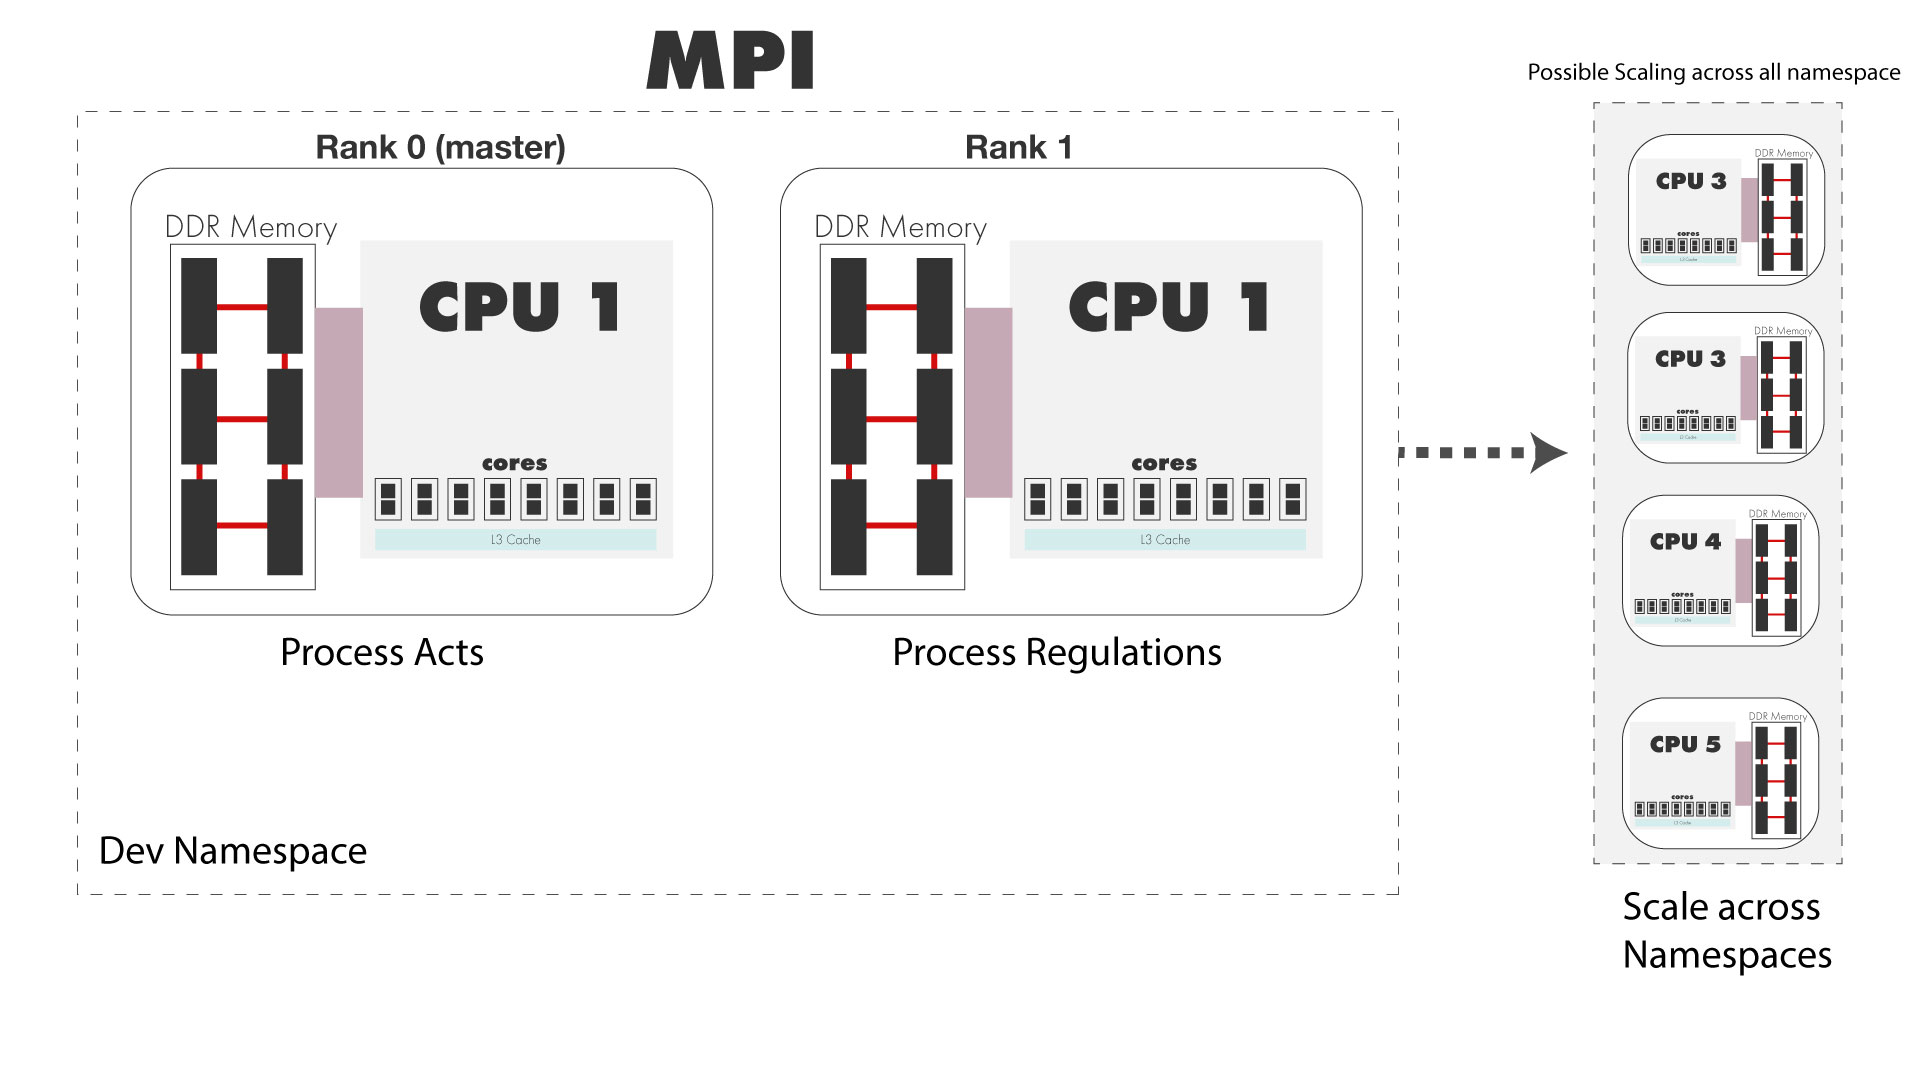 MPI
Possible Scaling across all namespace
Rank 0 (master)
Rank 1
DDR Memory
CPU 1
cores
L3 Cache
DDR Memory
CPU 1
cores
L3 Cache
Process Acts
Process Regulations
Dev Namespace
DDR Memory
CPU 3
cores
L3 Cache
DDR Memory
CPU 3
cores
L3 Cache
DDR Memory
CPU 4
cores
L3 Cache
DDR Memory
CPU 5
cores
L3 Cache
Scale across
Namespaces